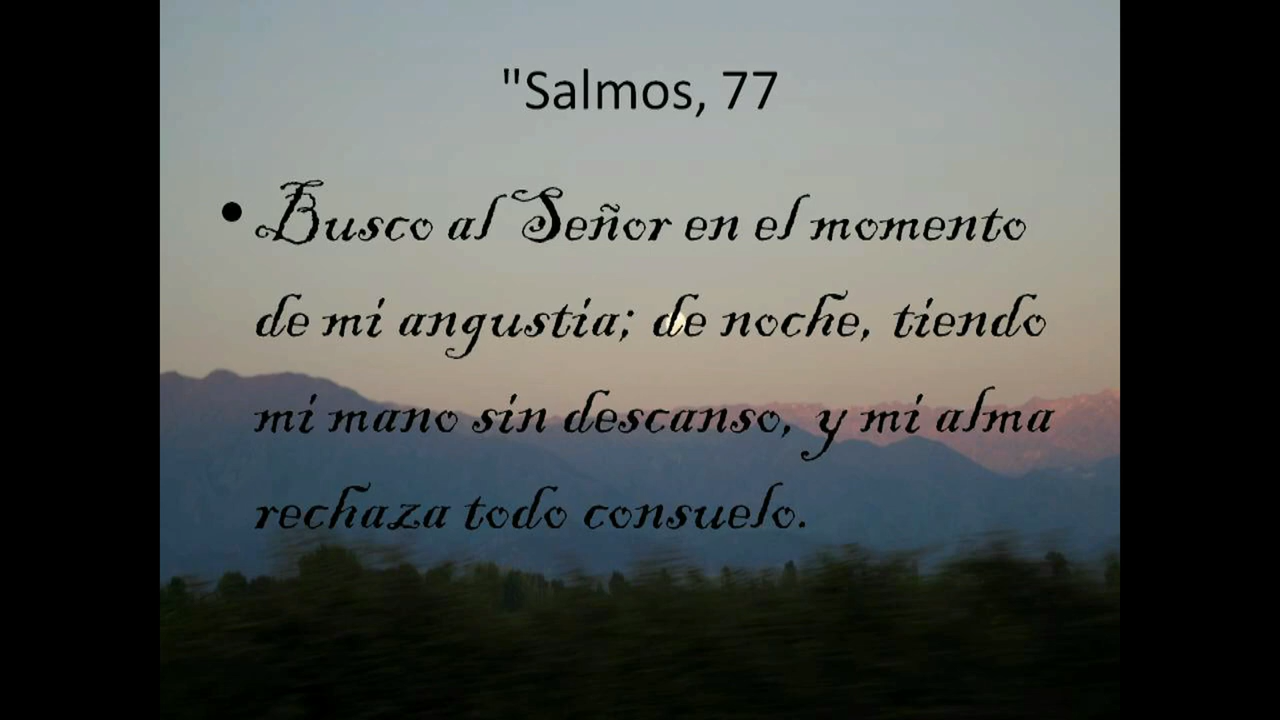 "Salmos, 77
• Busco al Señor en el momento
de mi angustia; de noche, tiendo
mi mano sin descanso, y mi alma
rechaza todo consuelo.